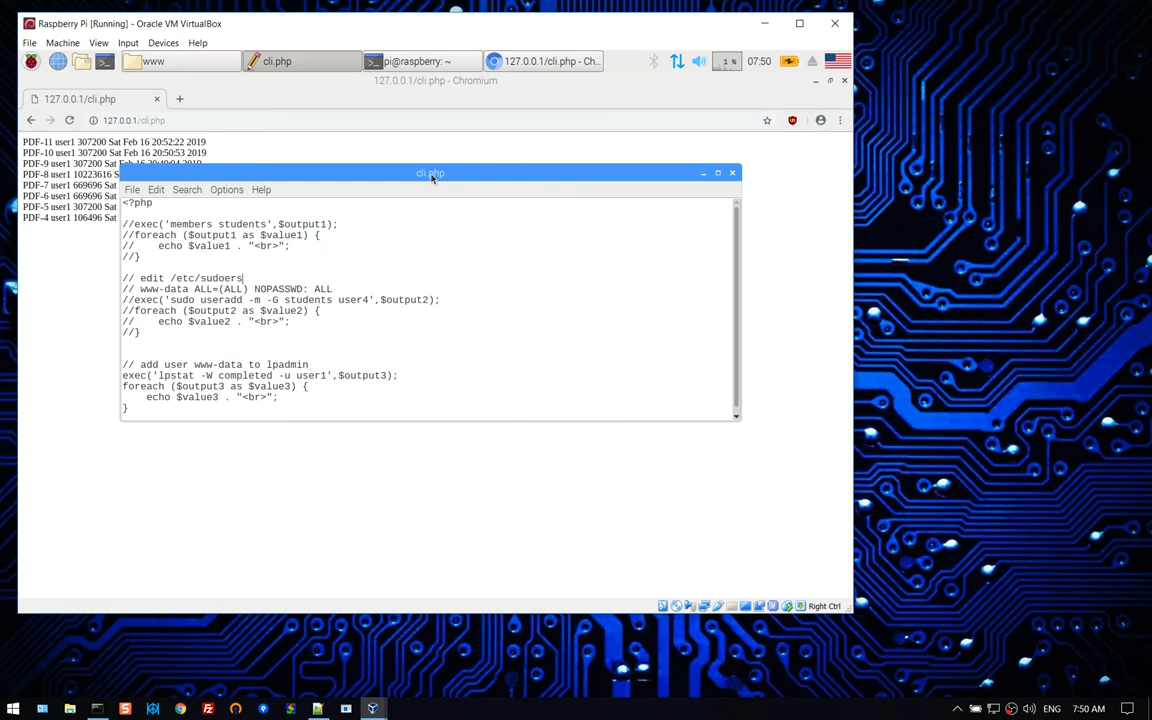 Raspberry Pi [Running] - Oracle VM VirtualBox
File Machine View Input Devices Help
www
cli.php
pi@raspberry: ~
127.0.0.1/cli.php - Ch...
1 %
07:50
127.0.0.1/cli.php - Chromium
127.0.0.1/cli.php
127.0.0.1/cli.php
PDF-11 user1 307200 Sat Feb 16 20:52:22 2019
PDF-10 user1 307200 Sat Feb 16 20:50:53 2019
PDF-9 user1 307200 Sat
PDF-8 user1 10223616 S
PDF-7 user1 669696 Sat
PDF-6 user1 669696 Sat
PDF-5 user1 307200 Sat
PDF-4 user1 106496 Sat
cli.php
File Edit Search Options Help
<?php
//exec('members students',$output1);
//foreach ($output1 as $value1) {
//    echo $value1 . "<br>";
//}
// edit /etc/sudoers
// www-data ALL=(ALL) NOPASSWD: ALL
//exec('sudo useradd -m -G students user4',$output2);
//foreach ($output2 as $value2) {
//    echo $value2 . "<br>";
//}
// add user www-data to lpadmin
exec('lpstat -W completed -u user1',$output3);
foreach ($output3 as $value3) {
    echo $value3 . "<br>";
}
Right Ctrl
ENG
7:50 AM